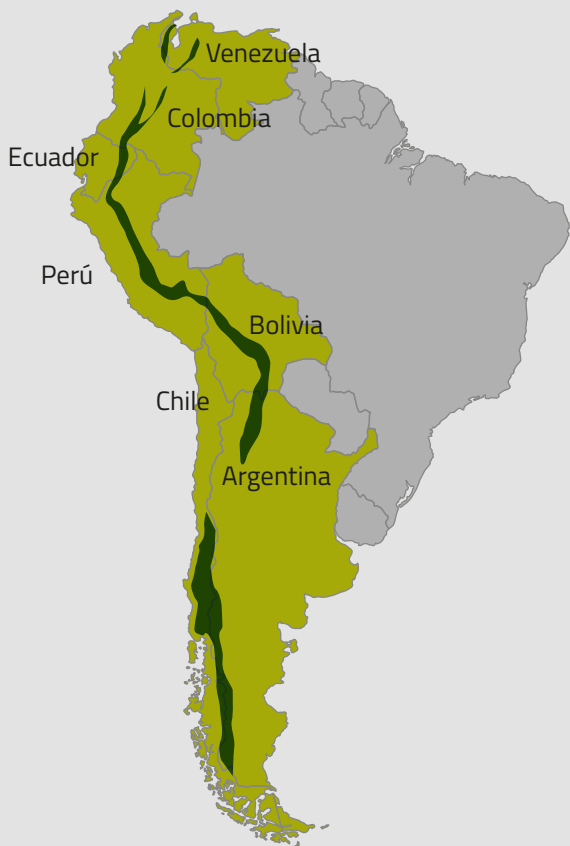 Venezuela
Colombia
Ecuador
Perú
Bolivia
Chile
Argentina